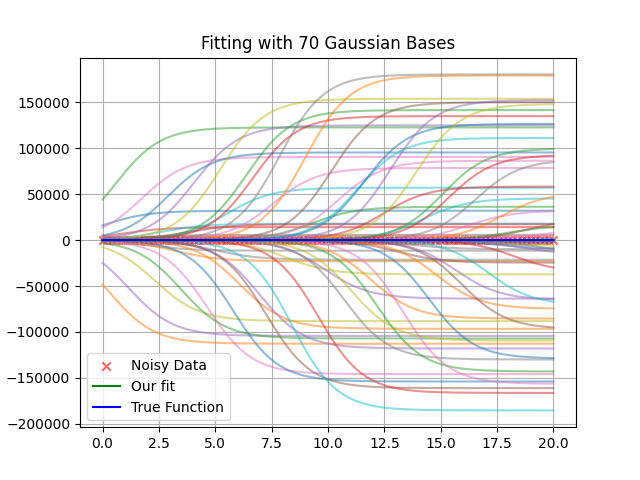 Fitting with 70 Gaussian Bases
150000
100000
50000
0
−50000
−100000
−150000
−200000
Noisy Data
Our fit
True Function
0.0 2.5 5.0 7.5 10.0 12.5 15.0 17.5 20.0